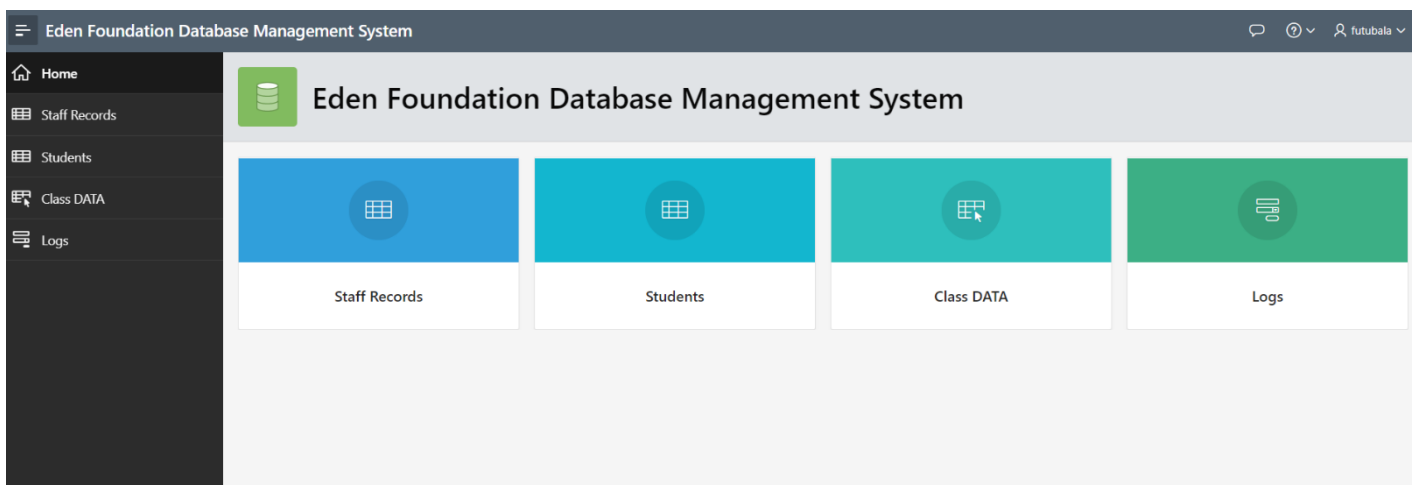 Eden Foundation Database Management System
futubala
Home
Staff Records
Students
Class DATA
Logs
Eden Foundation Database Management System
Staff Records
Students
Class DATA
Logs